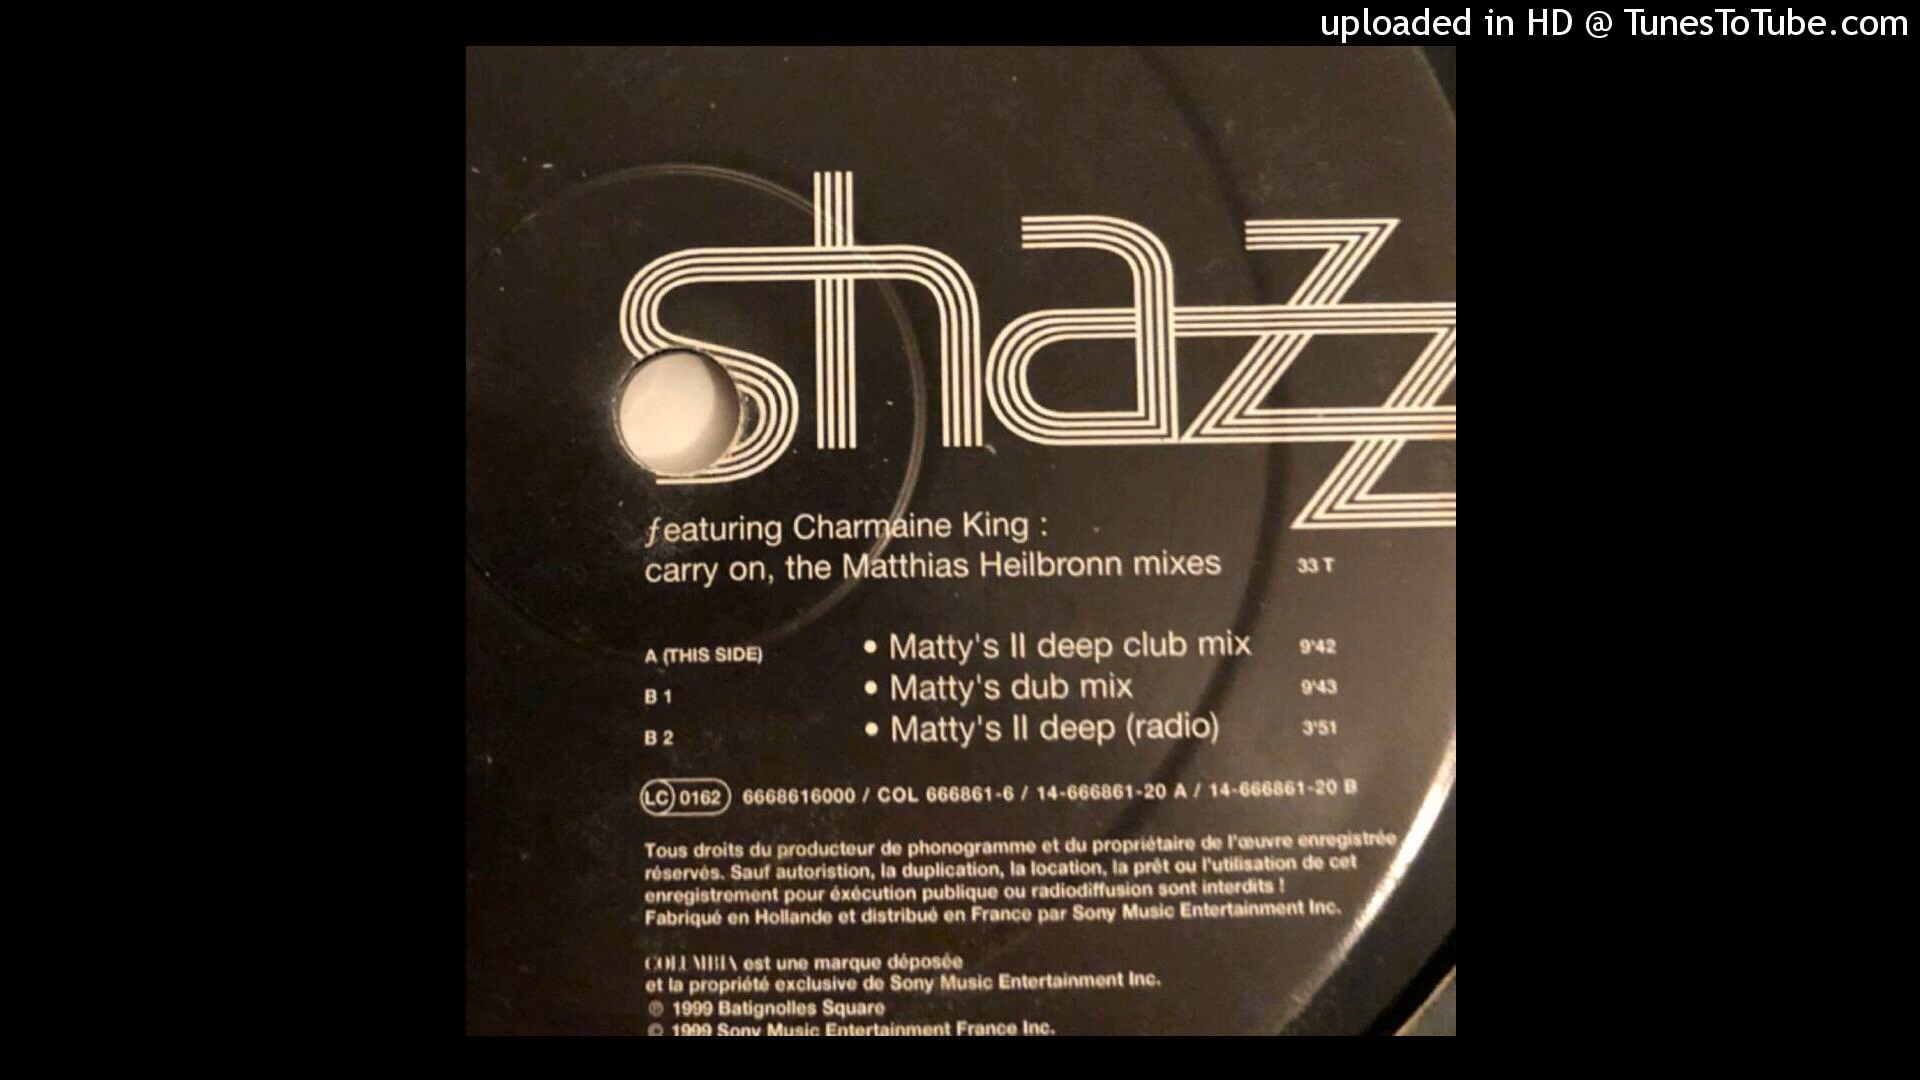 uploaded in HD @ TunesToTube.com
shazz
featuring Charmaine King :
carry on, the Matthias Heilbronn mixes 33 T
A (THIS SIDE) • Matty's II deep club mix 9'42
B 1 • Matty's dub mix 9'43
B 2 • Matty's II deep (radio) 3'51
LC 0162 6668616000 / COL 666861-6 / 14-666861-20 A / 14-666861-20 B
Tous droits du producteur de phonogramme et du propriétaire de l'œuvre enregistrée
réservés. Sauf autoristion, la duplication, la location, la prêt ou l'utilisation de cet
enregistrement pour éxécution publique ou radiodiffusion sont interdits !
Fabriqué en Hollande et distribué en France par Sony Music Entertainment Inc.
COLUMBIA est une marque déposée
et la propriété exclusive de Sony Music Entertainment Inc.
℗ 1999 Batignolles Square
© 1999 Sony Music Entertainment France Inc.